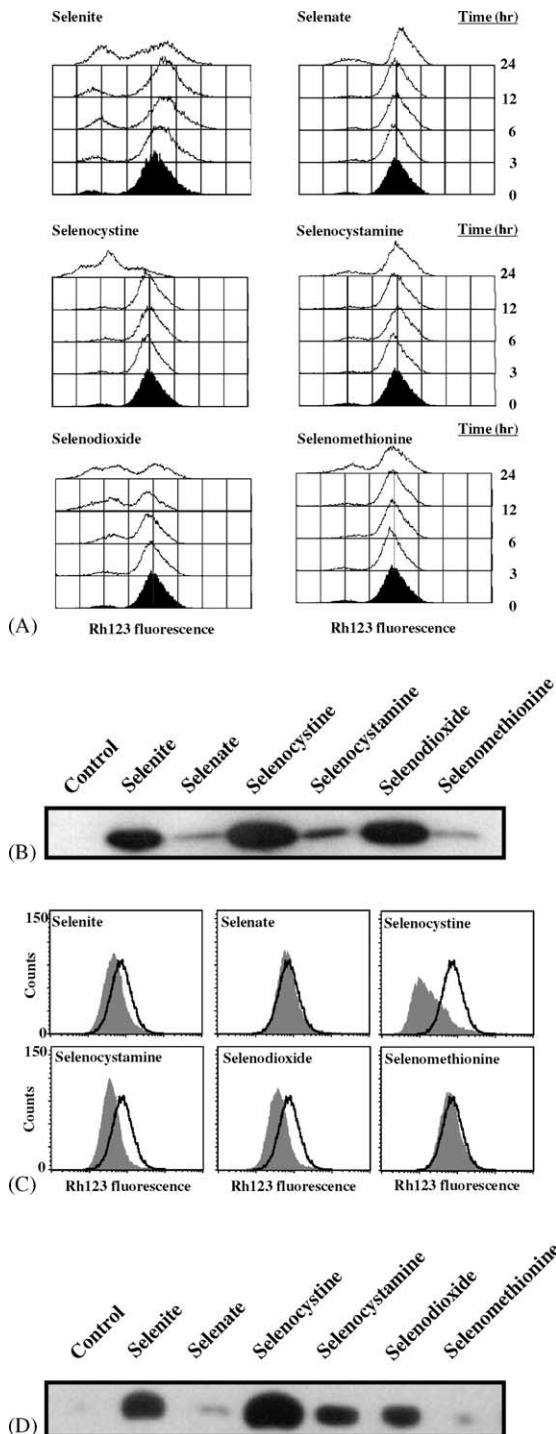 (A)
Selenite Selenate Time (hr)
24
12
6
3
0
Selenocystine Selenocystamine Time (hr)
24
12
6
3
0
Selenodioxide Selenomethionine Time (hr)
24
12
6
3
0
Rh123 fluorescence Rh123 fluorescence
(B)
Control
Selenite
Selenate
Selenocystine
Selenocystamine
Selenodioxide
Selenomethionine
(C)
150
Counts
0
Selenite
Selenate
Selenocystine
150
Counts
0
Selenocystamine
Selenodioxide
Selenomethionine
Rh123 fluorescence Rh123 fluorescence Rh123 fluorescence
(D)
Control
Selenite
Selenate
Selenocystine
Selenocystamine
Selenodioxide
Selenomethionine